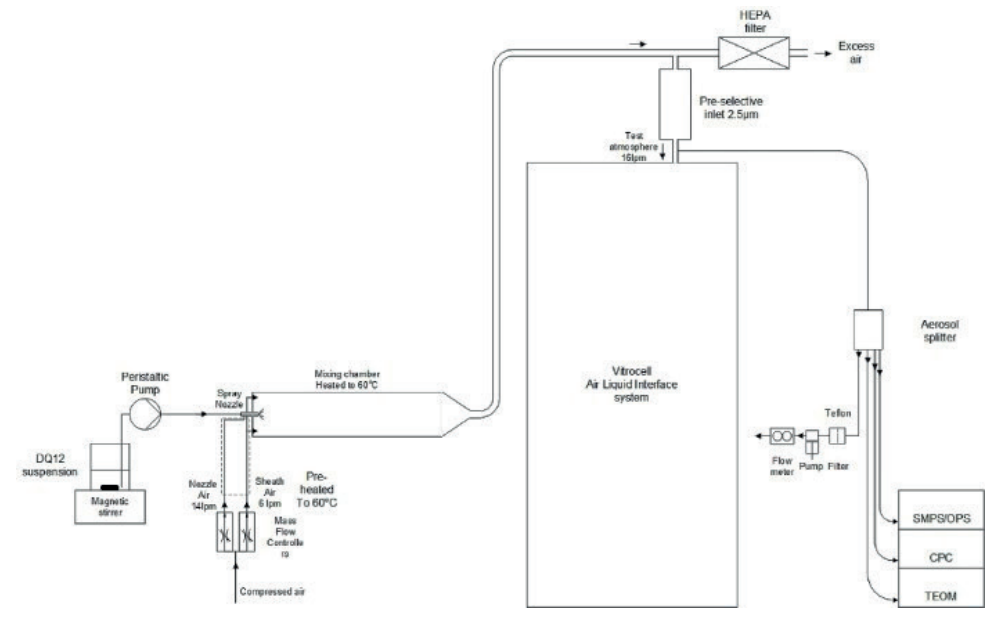 HEPA
filter
Excess
air
Pre-selective
inlet 2.5µm
Test
atmosphere
16lpm
Aerosol
splitter
Vitrocell
Air Liquid Interface
system
Mixing chamber
Heated to 60°C
Peristaltic
Pump
Spray
Nozzle
DQ12
suspension
Magnetic
stirrer
Nozzle
Air
14lpm
Sheath
Air
6 lpm
Pre-
heated
To 60°C
Mass
Flow
Controlle
rs
Compressed air
Teflon
Flow
meter
Pump
Filter
SMPS/OPS
CPC
TEOM